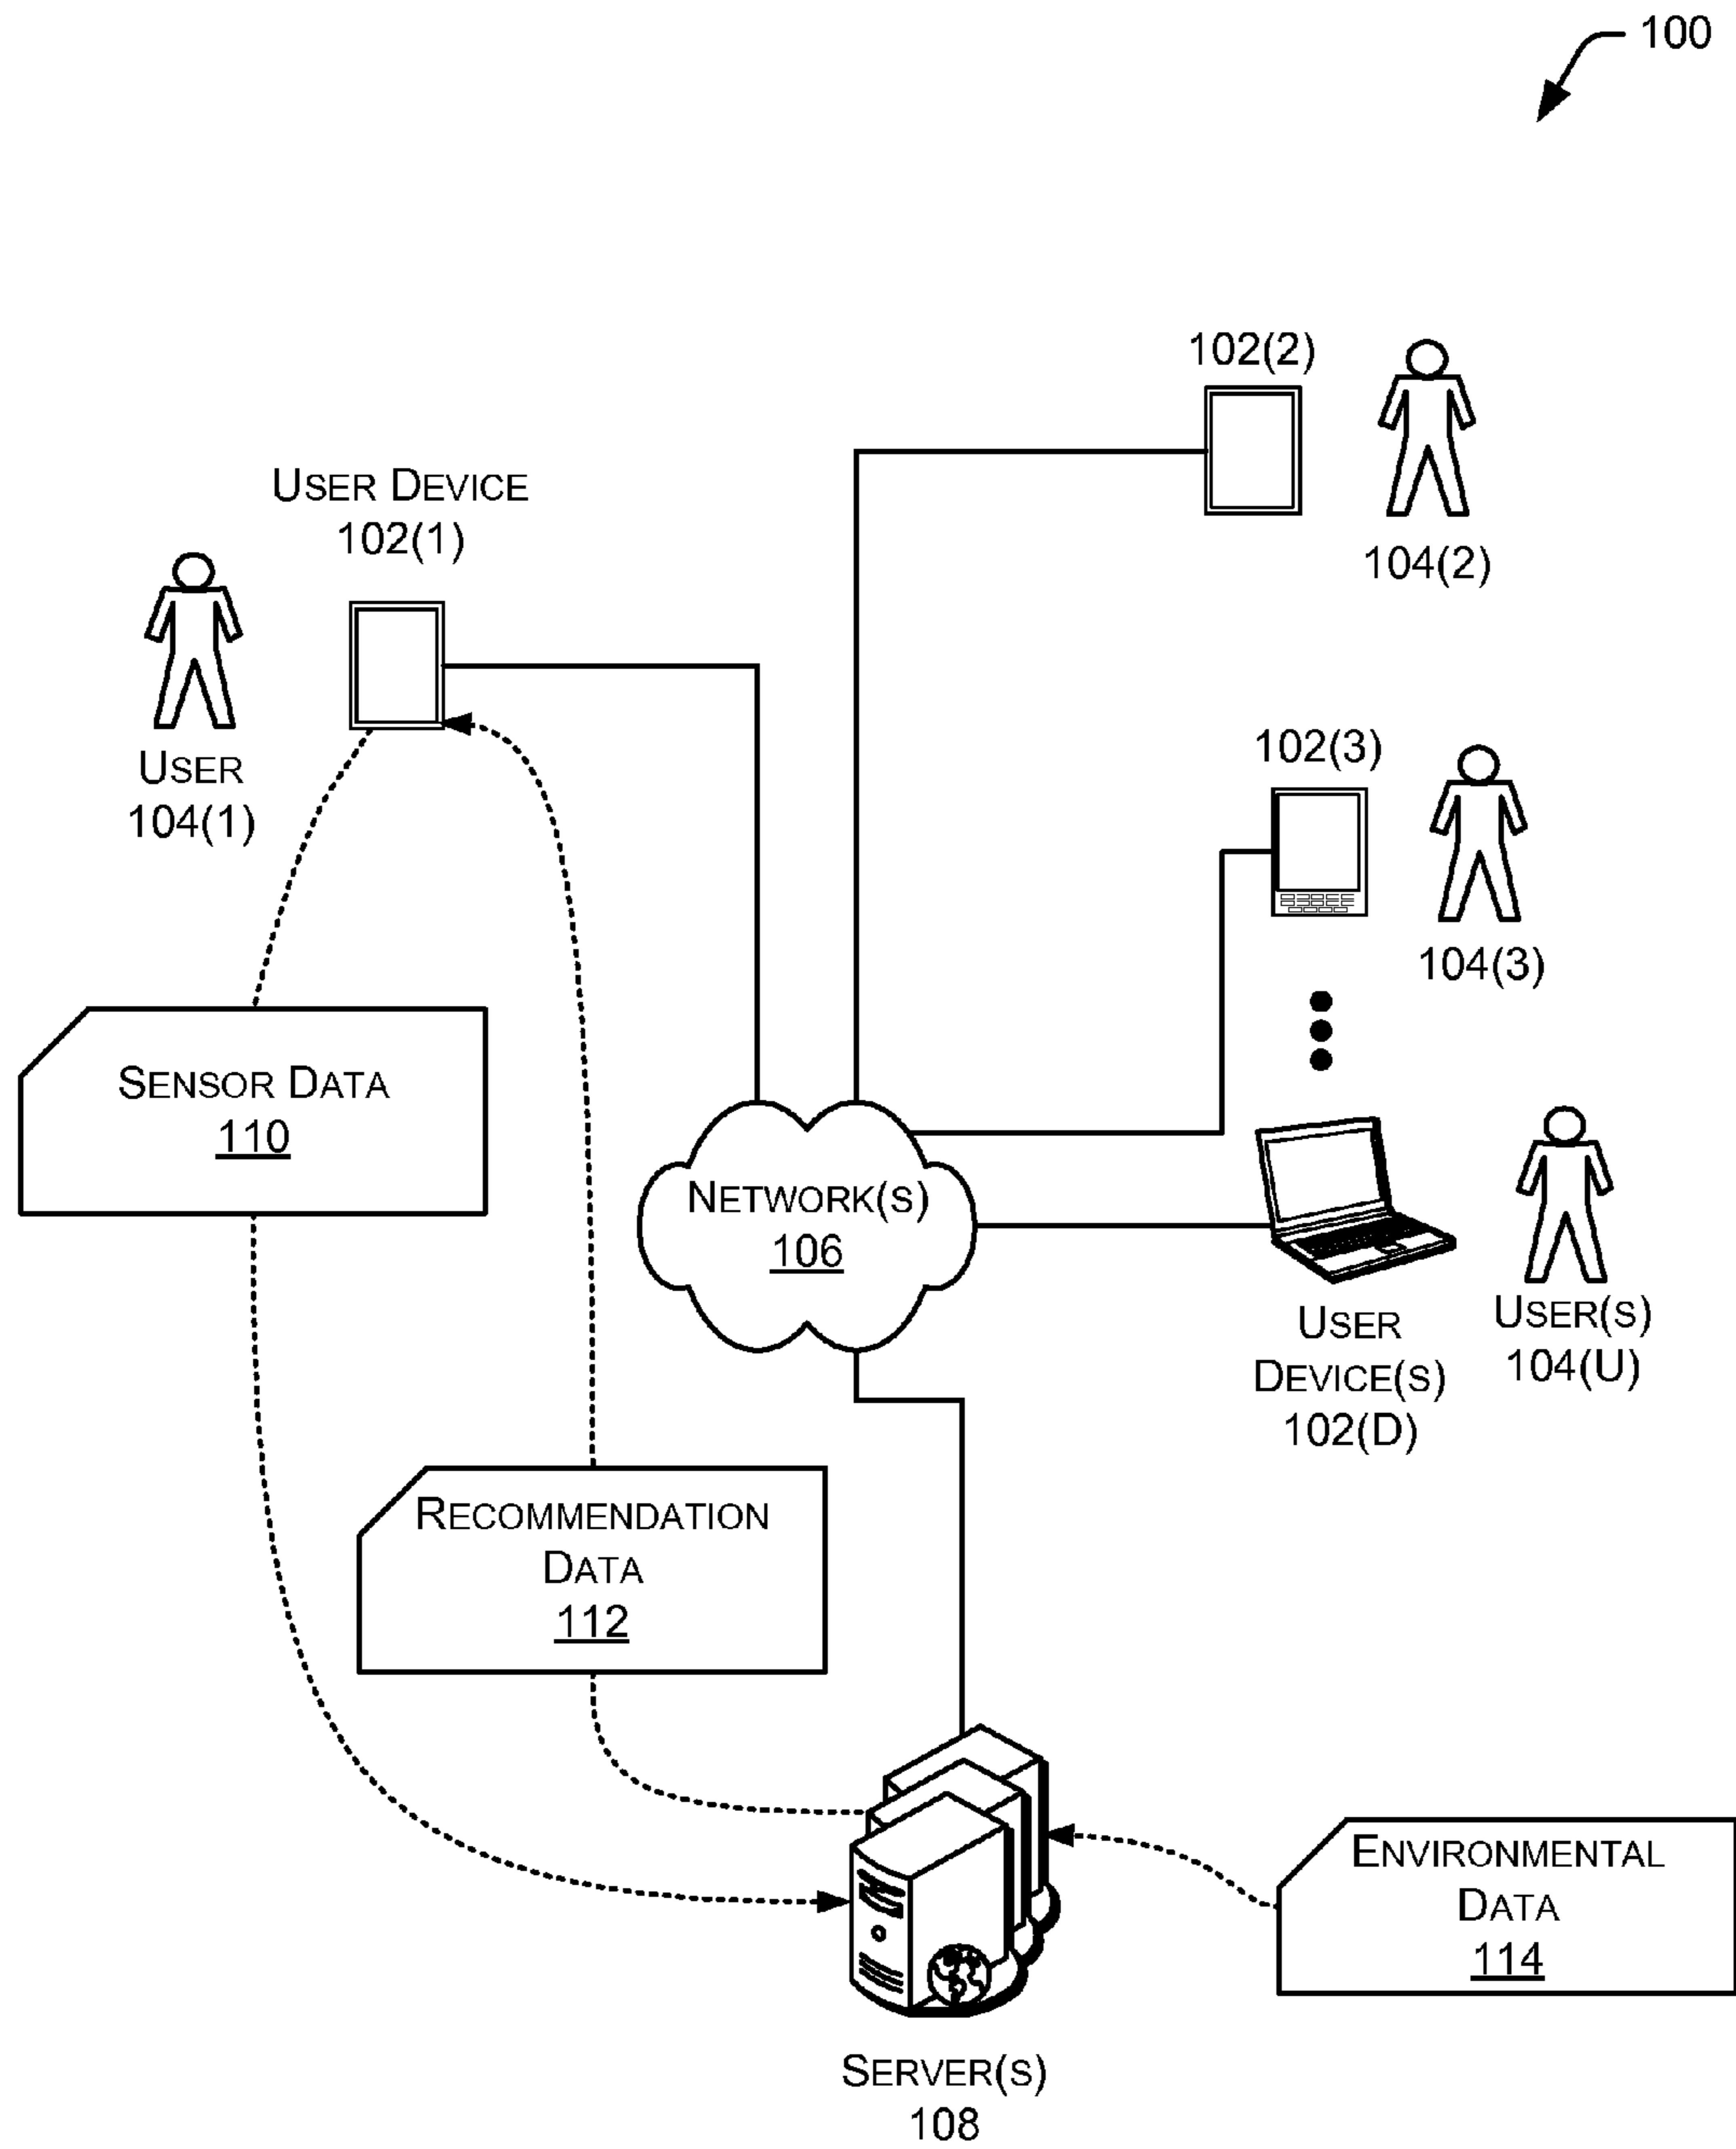 100
102(2)
104(2)
USER DEVICE
102(1)
USER
104(1)
102(3)
104(3)
SENSOR DATA
110
NETWORK(S)
106
USER
DEVICE(S)
102(D)
USER(S)
104(U)
RECOMMENDATION
DATA
112
ENVIRONMENTAL
DATA
114
SERVER(S)
108